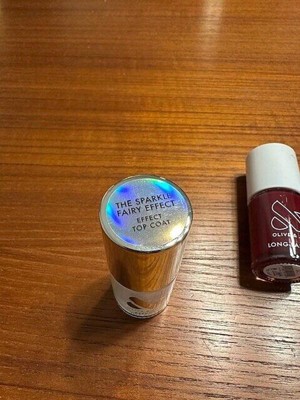 THE SPARKLE
FAIRY EFFECT
EFFECT
TOP COAT
OLIVE &
LONG